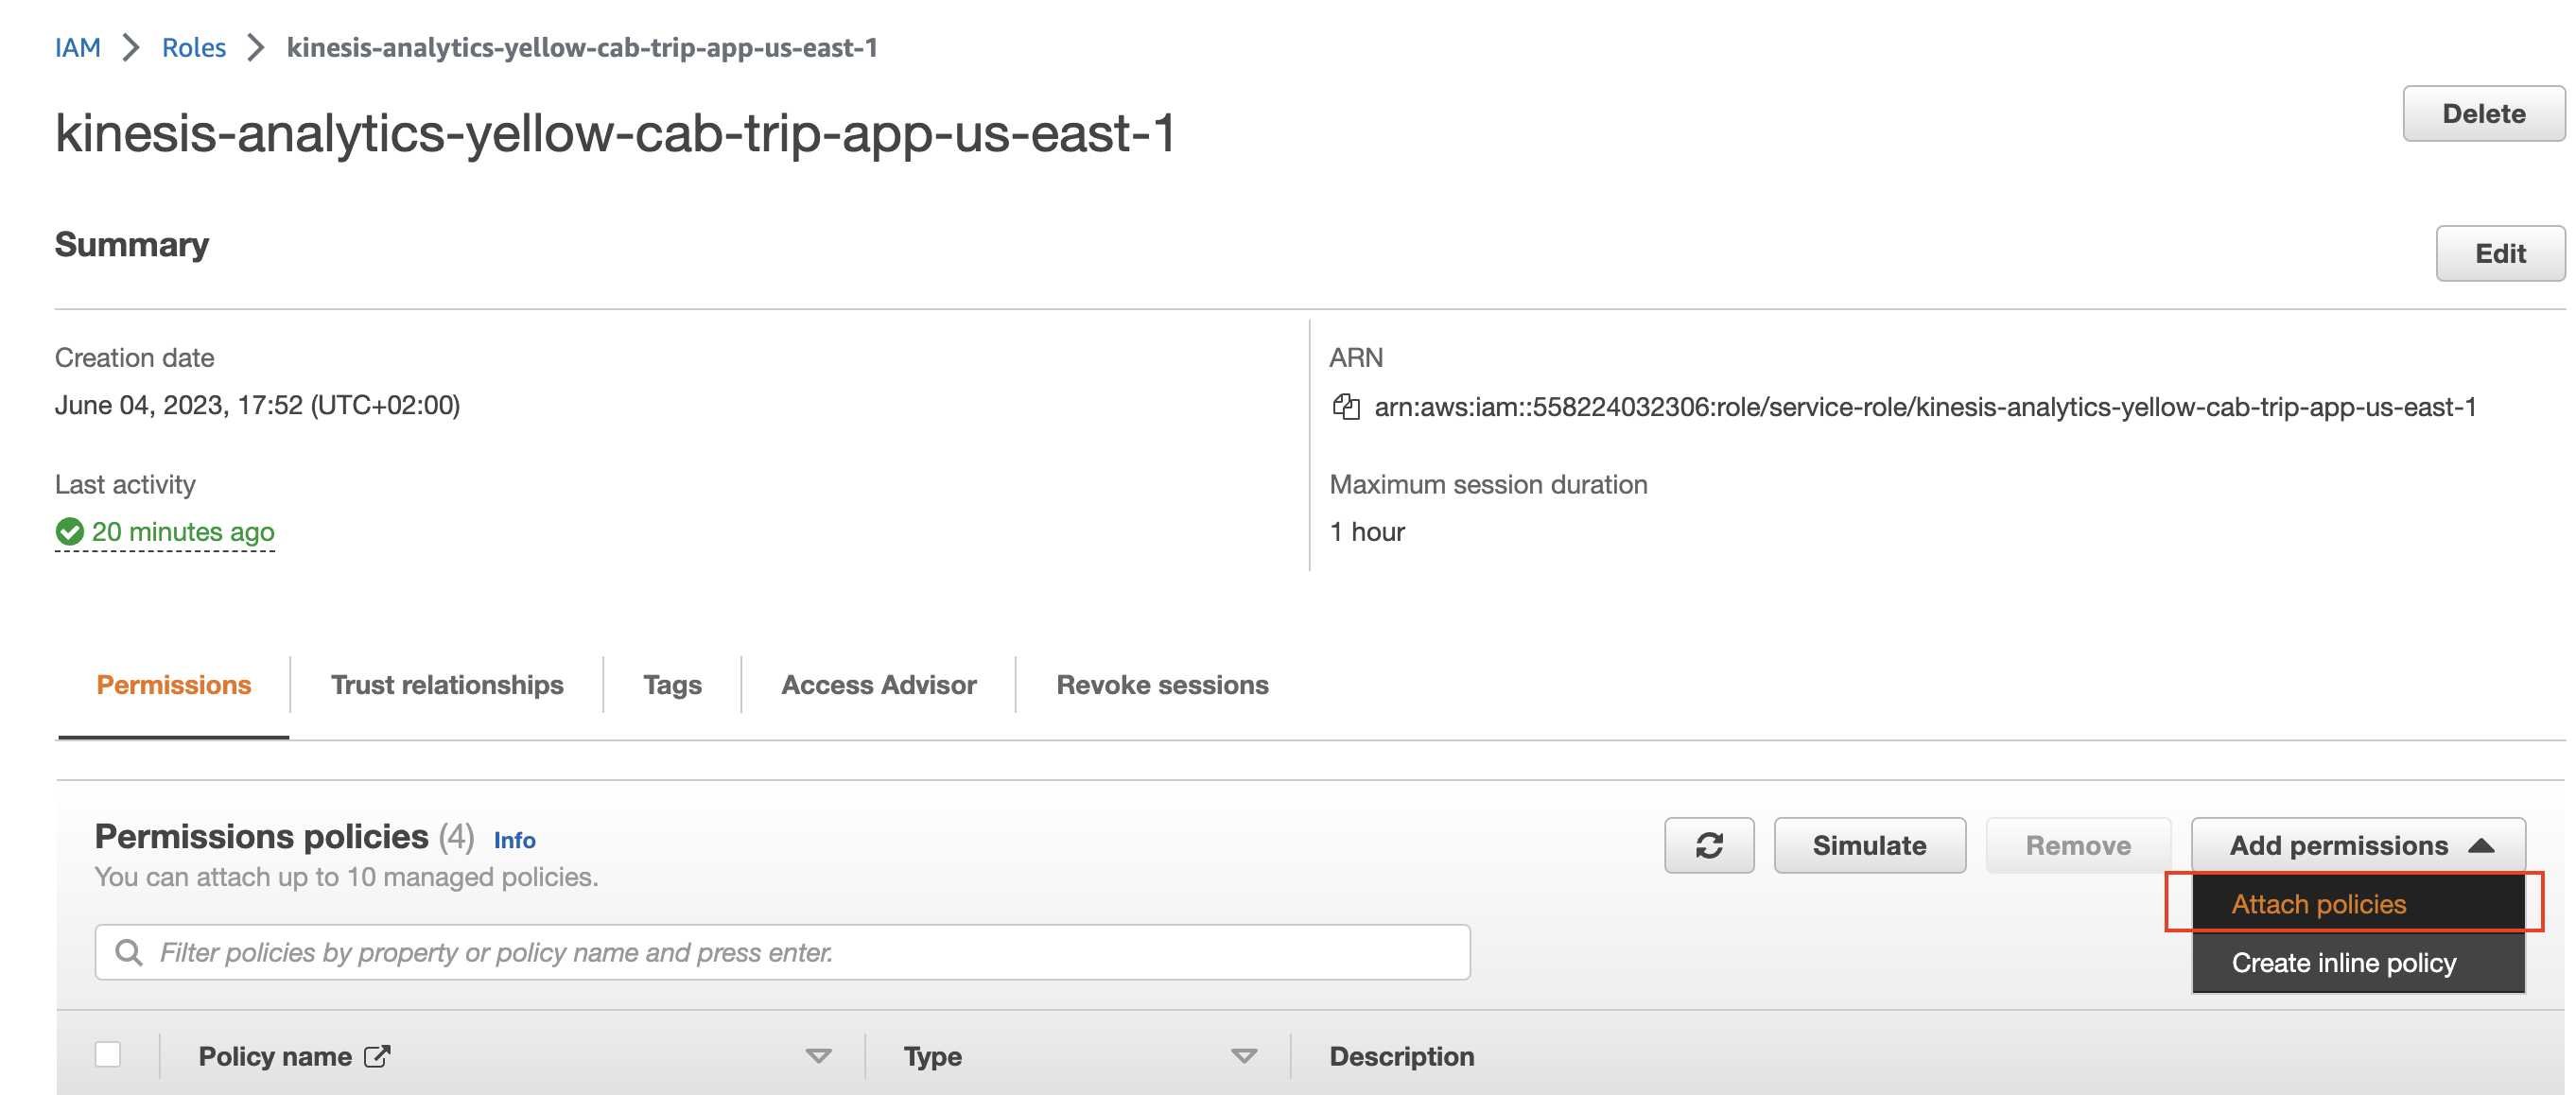 IAM > Roles > kinesis-analytics-yellow-cab-trip-app-us-east-1
kinesis-analytics-yellow-cab-trip-app-us-east-1
Delete
Summary
Edit
Creation date
June 04, 2023, 17:52 (UTC+02:00)
ARN
arn:aws:iam::558224032306:role/service-role/kinesis-analytics-yellow-cab-trip-app-us-east-1
Last activity
20 minutes ago
Maximum session duration
1 hour
Permissions Trust relationships Tags Access Advisor Revoke sessions
Permissions policies (4) Info
You can attach up to 10 managed policies.
Simulate Remove Add permissions
Attach policies
Create inline policy
Filter policies by property or policy name and press enter.
Policy name Type Description